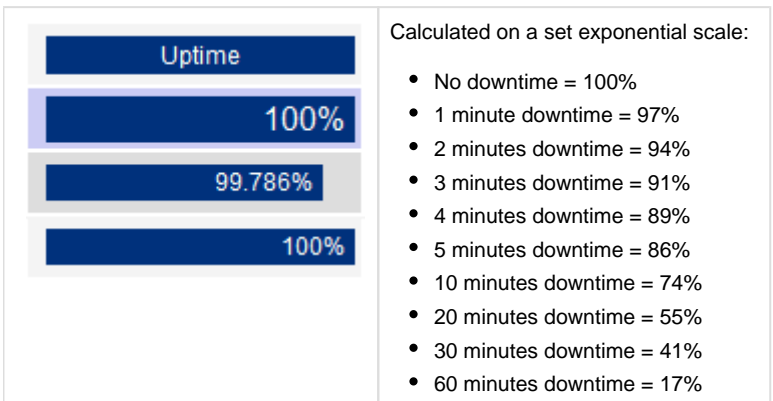 Uptime
100%
99.786%
100%
Calculated on a set exponential scale:
• No downtime = 100%
• 1 minute downtime = 97%
• 2 minutes downtime = 94%
• 3 minutes downtime = 91%
• 4 minutes downtime = 89%
• 5 minutes downtime = 86%
• 10 minutes downtime = 74%
• 20 minutes downtime = 55%
• 30 minutes downtime = 41%
• 60 minutes downtime = 17%